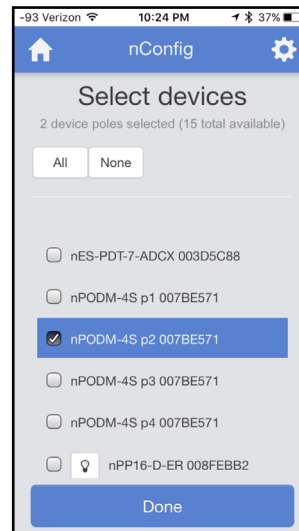 -93 Verizon 10:24 PM 37%
nConfig
Select devices
2 device poles selected (15 total available)
All None
nES-PDT-7-ADCX 003D5C88
nPODM-4S p1 007BE571
nPODM-4S p2 007BE571
nPODM-4S p3 007BE571
nPODM-4S p4 007BE571
nPP16-D-ER 008FEBB2
Done